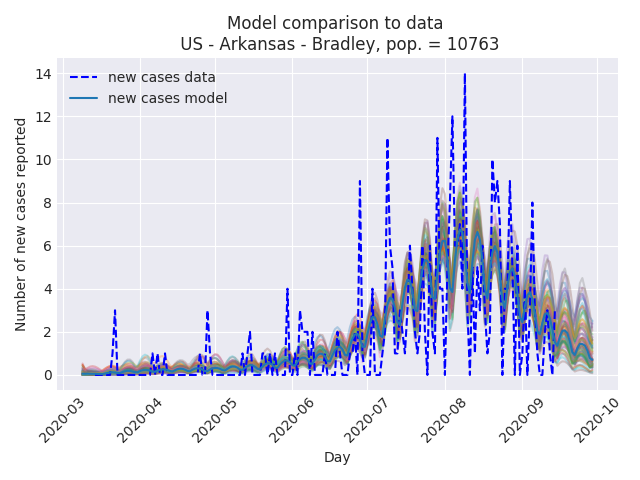 Model comparison to data
US - Arkansas - Bradley, pop. = 10763
new cases data
new cases model
Number of new cases reported
14
12
10
8
6
4
2
0
2020-03
2020-04
2020-05
2020-06
2020-07
2020-08
2020-09
2020-10
Day